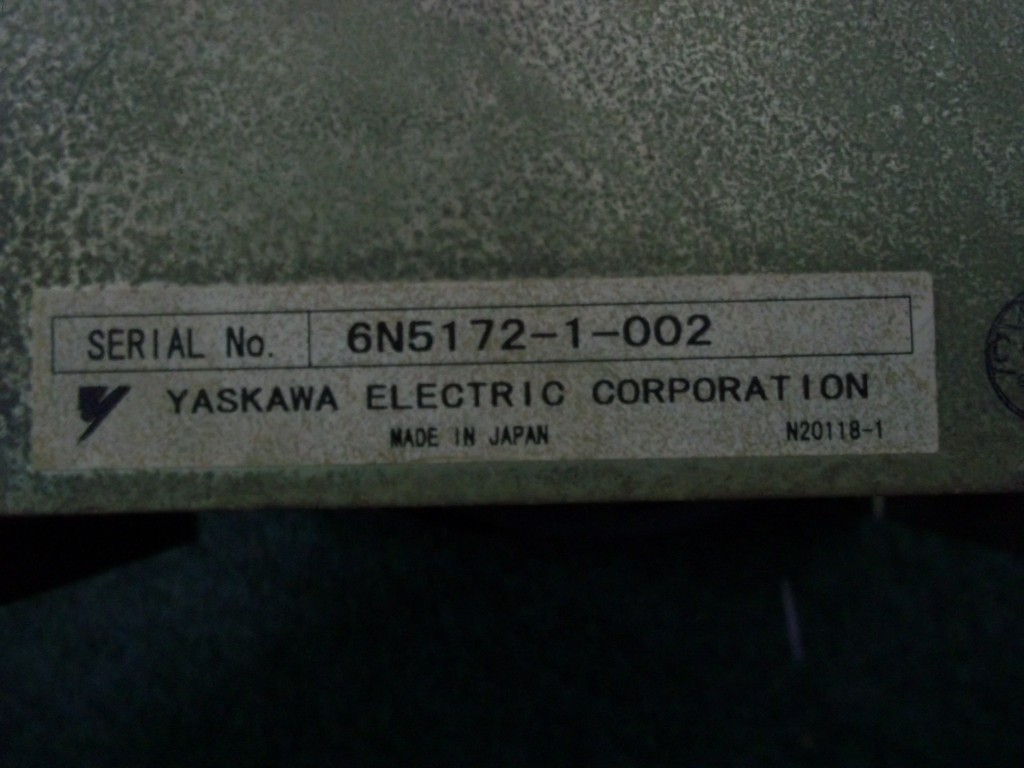 SERIAL No. 6N5172-1-002
YASKAWA ELECTRIC CORPORATION
MADE IN JAPAN N20118-1